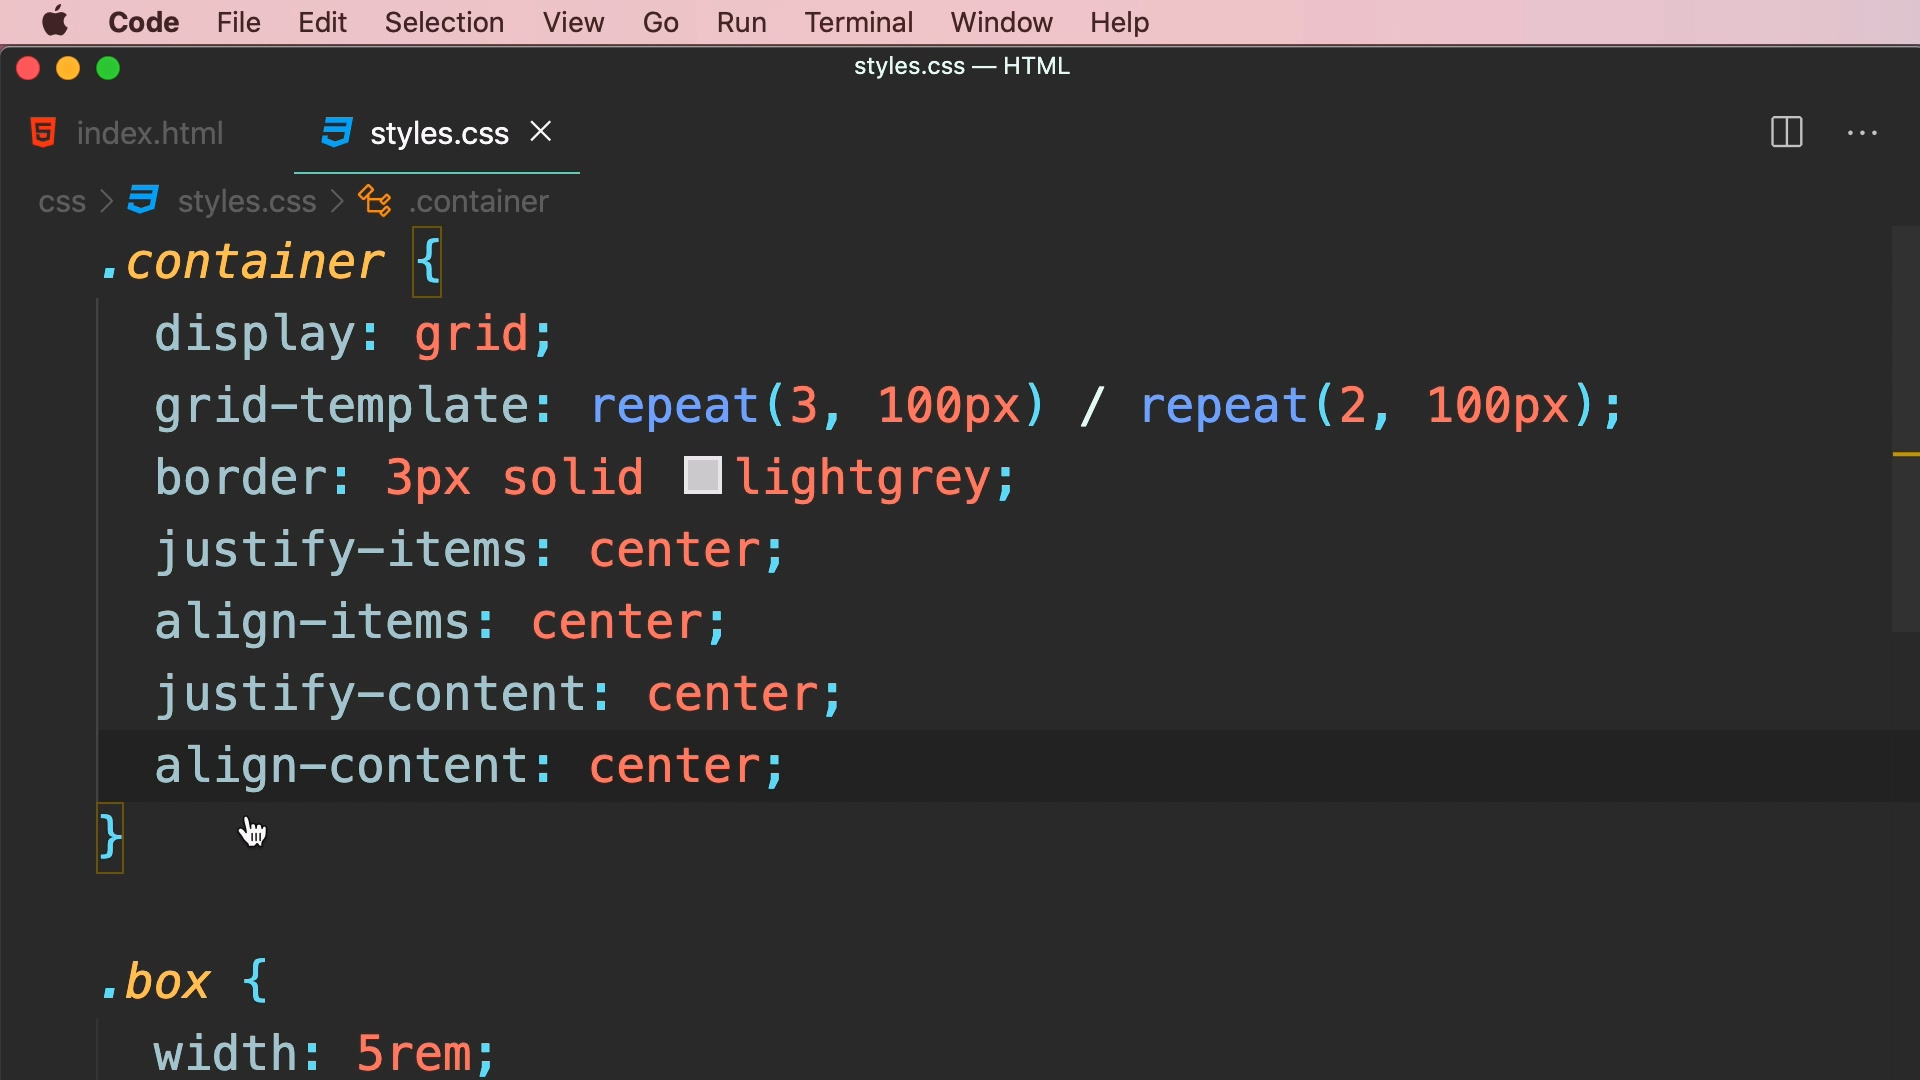 Code File Edit Selection View Go Run Terminal Window Help
styles.css — HTML
index.html styles.css
css > styles.css > .container
.container {
display: grid;
grid-template: repeat(3, 100px) / repeat(2, 100px);
border: 3px solid lightgrey;
justify-items: center;
align-items: center;
justify-content: center;
align-content: center;
}
.box {
width: 5rem;